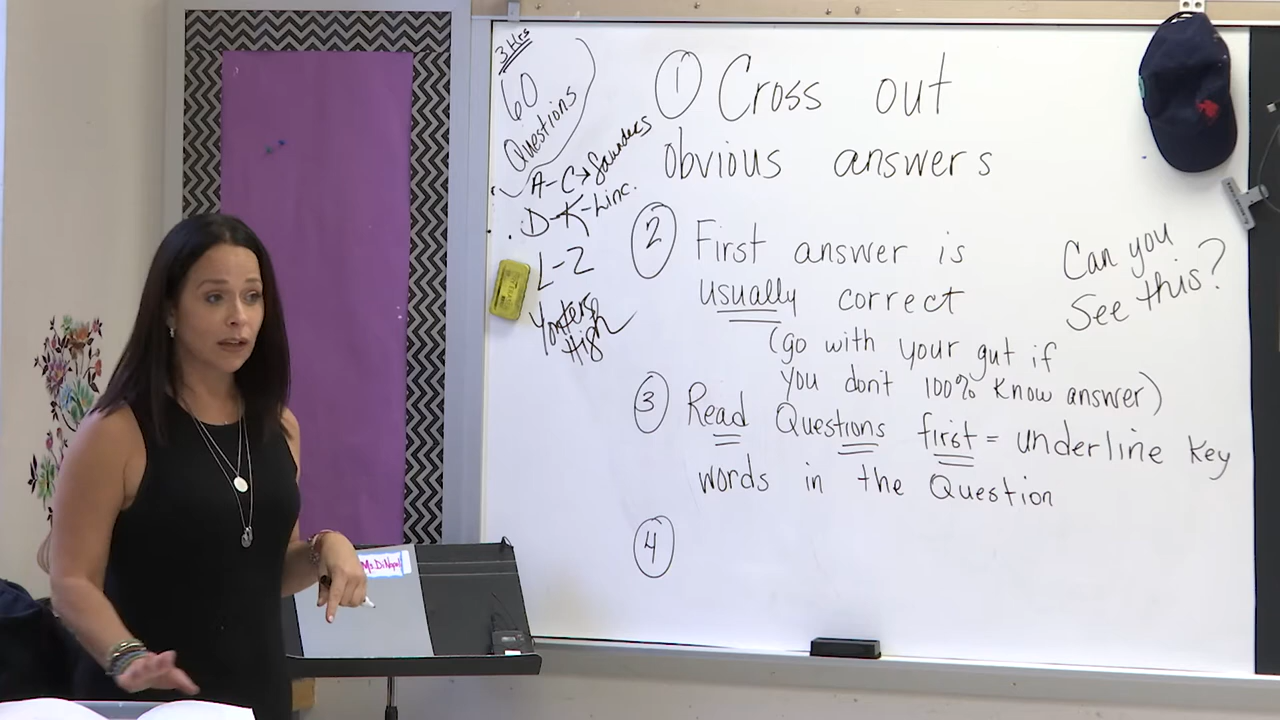 3 Hrs
60
Questions
A-C→Saunders
D-K-Linc.
L-Z
Yonkers
High
① Cross out
obvious answers
② First answer is
usually correct
(go with your gut if
you don't 100% know answer)
③ Read Questions first = underline key
words in the Question
④
Can you
See this?